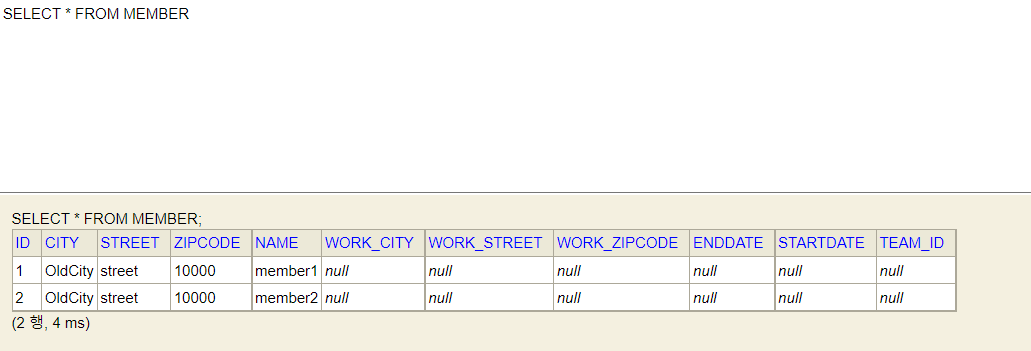 SELECT * FROM MEMBER
SELECT * FROM MEMBER;
ID CITY STREET ZIPCODE NAME WORK_CITY WORK_STREET WORK_ZIPCODE ENDDATE STARTDATE TEAM_ID
1 OldCity street 10000 member1 null null null null null null
2 OldCity street 10000 member2 null null null null null null
(2 행, 4 ms)